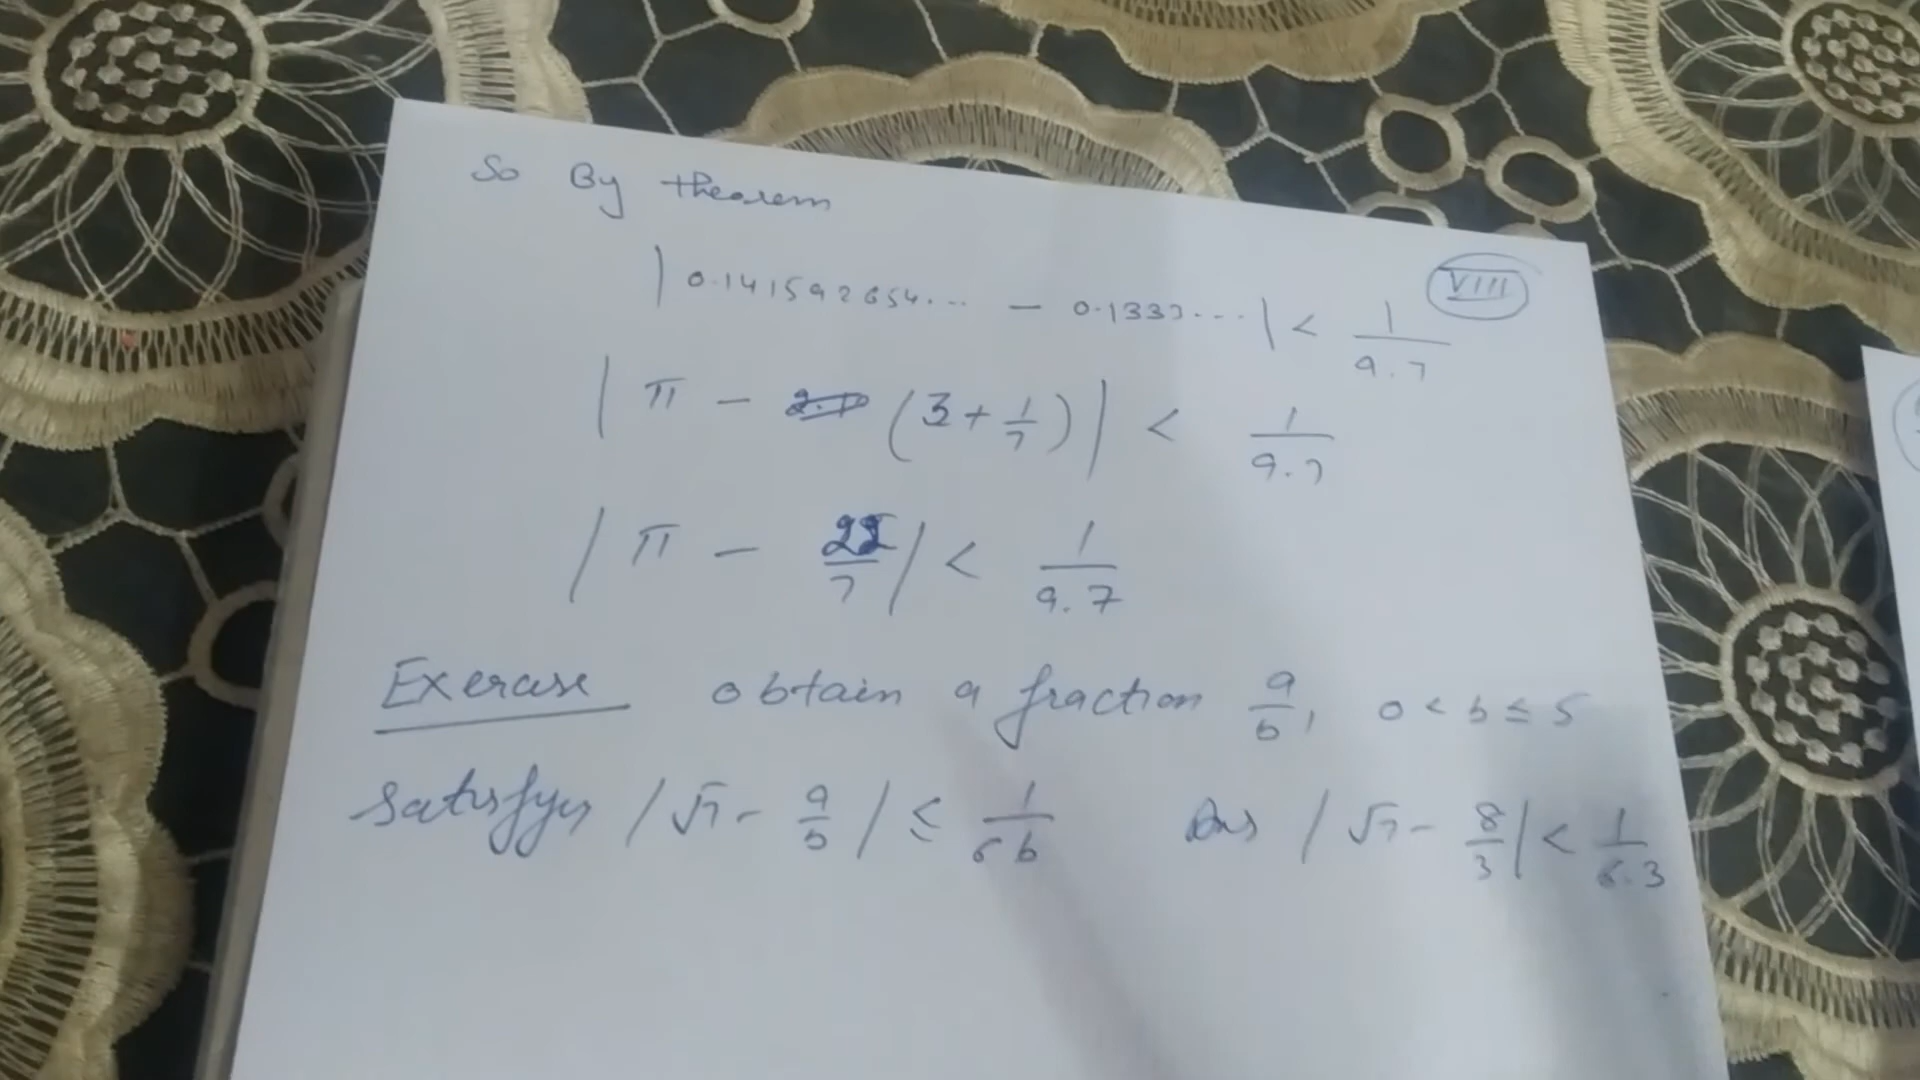 So By theorem
VIII
| 0.141592654... - 0.1333... | < 1/9.7
| π - (3 + 1/7) | < 1/9.7
| π - 22/7 | < 1/9.7
Exercise obtain a fraction a/b, 0 < b ≤ 5
satisfys | √7 - a/b | ≤ 1/6b Ans | √7 - 8/3 | < 1/6.3